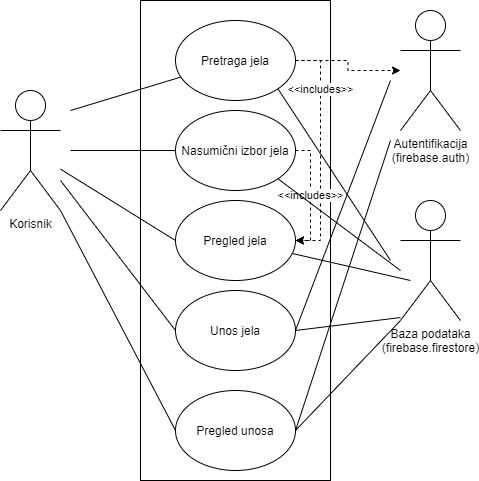 Pretraga jela
<<includes>>
Autentifikacija
(firebase.auth)
Nasumični izbor jela
<<includes>>
Korisnik
Pregled jela
Unos jela
Baza podataka
(firebase.firestore)
Pregled unosa